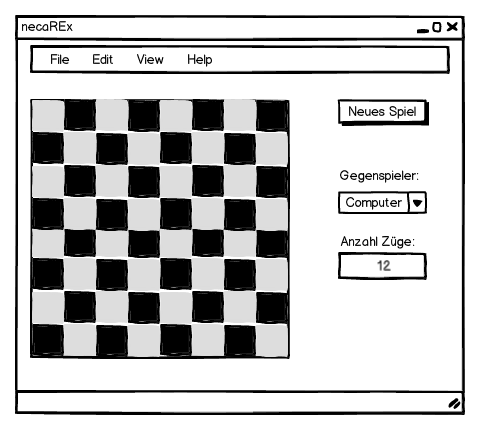 necaREx
File Edit View Help
Neues Spiel
Gegenspieler:
Computer
Anzahl Züge:
12